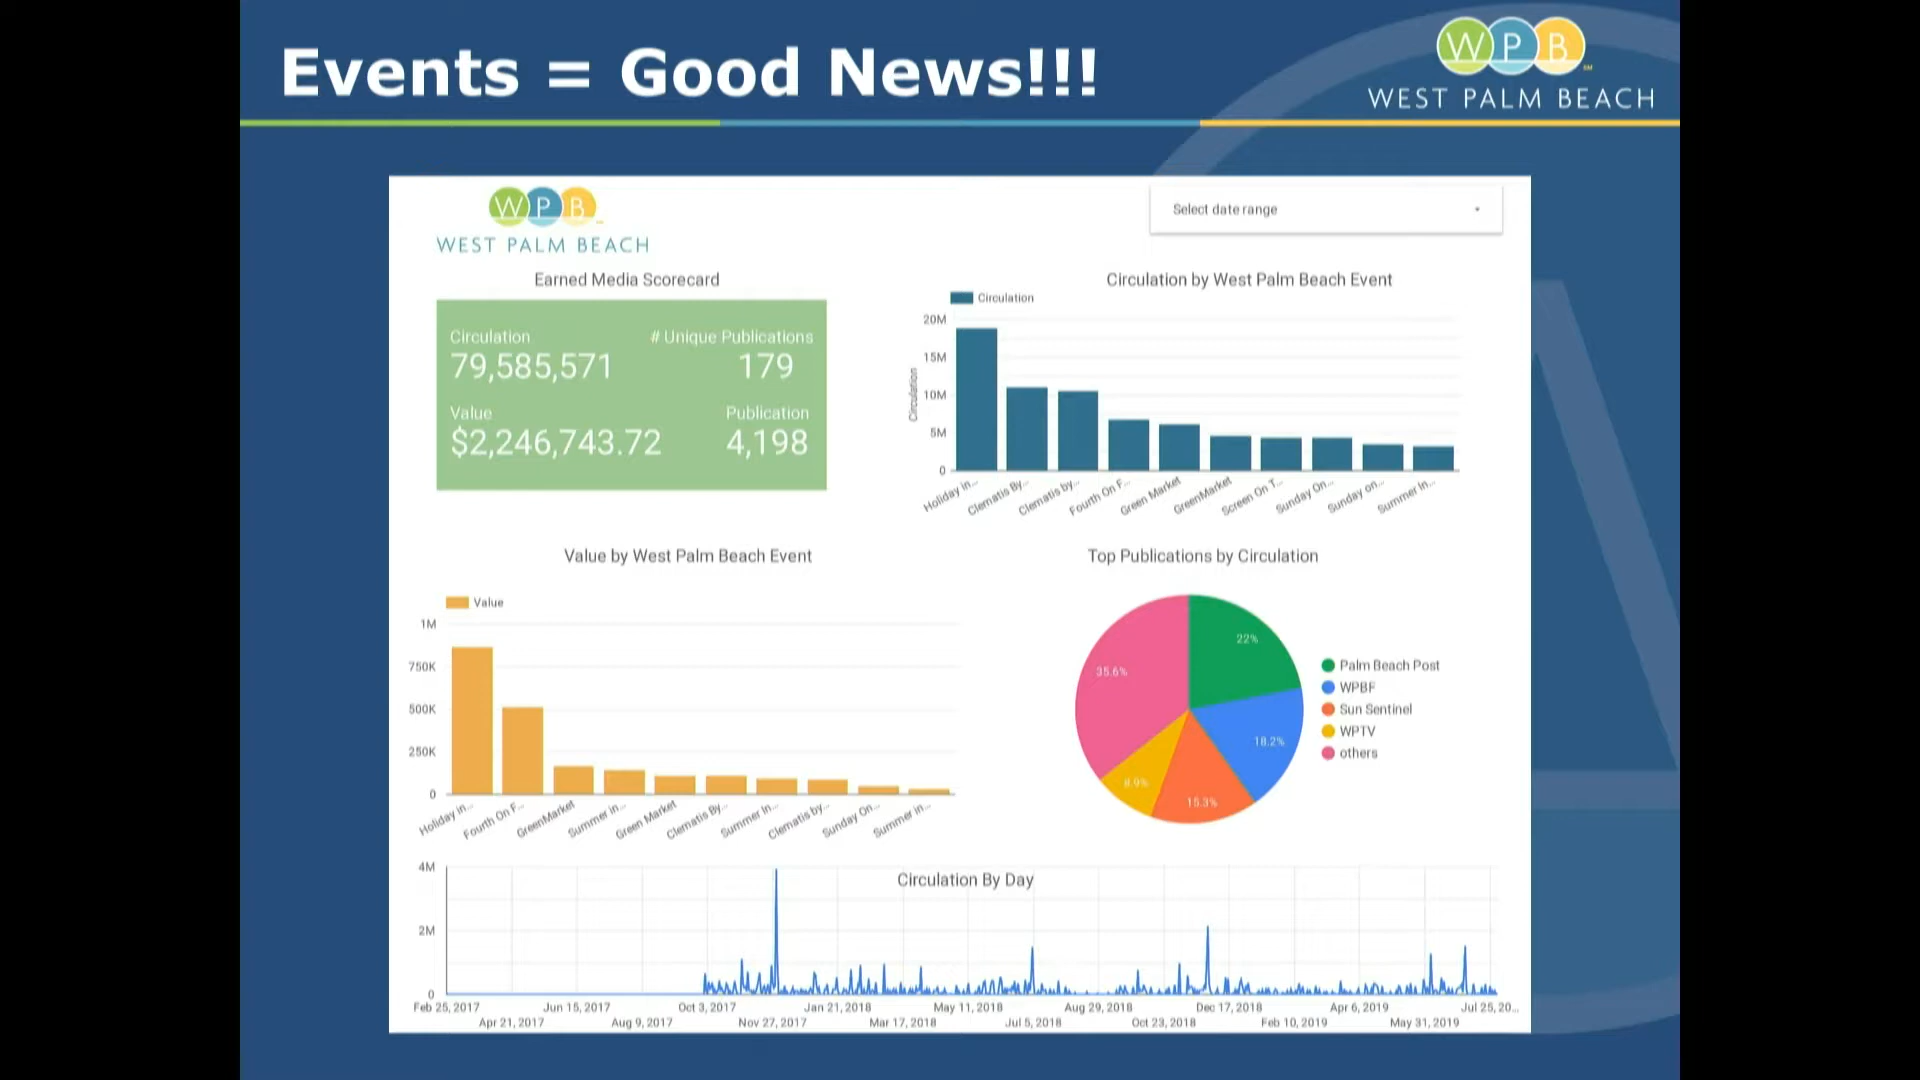 Events = Good News!!!
WPB
SM
WEST PALM BEACH
WPB
WEST PALM BEACH
Select date range
Earned Media Scorecard
Circulation
# Unique Publications
79,585,571
179
Value
Publication
$2,246,743.72
4,198
Circulation by West Palm Beach Event
Circulation
Circulation
20M
15M
10M
5M
0
Holiday in...
Clematis By...
Clematis by...
Fourth On F...
Green Market
GreenMarket
Screen On T...
Sunday On...
Sunday on...
Summer In...
Value by West Palm Beach Event
Value
1M
750K
500K
250K
0
Holiday in...
Fourth On F...
GreenMarket
Summer in...
Green Market
Clematis By...
Summer In...
Clematis by...
Sunday On...
Summer in...
Top Publications by Circulation
22%
18.2%
15.3%
8.9%
35.6%
Palm Beach Post
WPBF
Sun Sentinel
WPTV
others
Circulation By Day
4M
2M
0
Feb 25, 2017
Apr 21, 2017
Jun 15, 2017
Aug 9, 2017
Oct 3, 2017
Nov 27, 2017
Jan 21, 2018
Mar 17, 2018
May 11, 2018
Jul 5, 2018
Aug 29, 2018
Oct 23, 2018
Dec 17, 2018
Feb 10, 2019
Apr 6, 2019
May 31, 2019
Jul 25, 20...